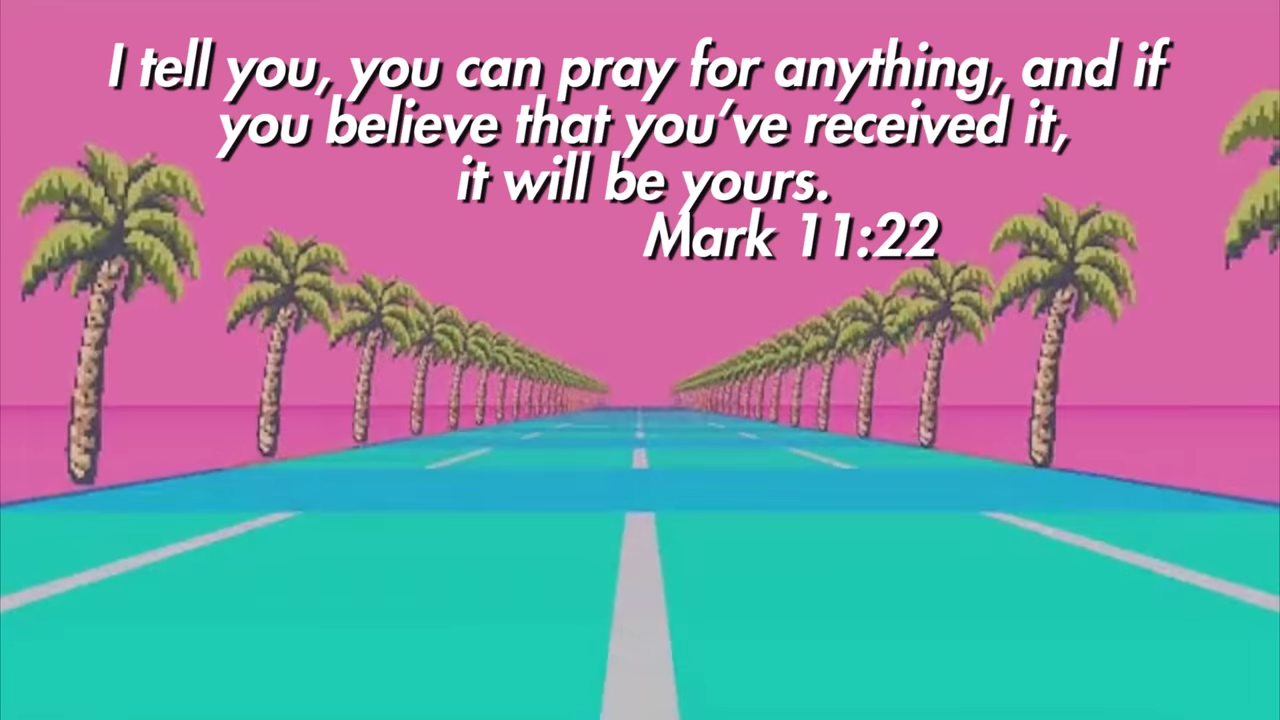 I tell you, you can pray for anything, and if
you believe that you’ve received it,
it will be yours.
Mark 11:22